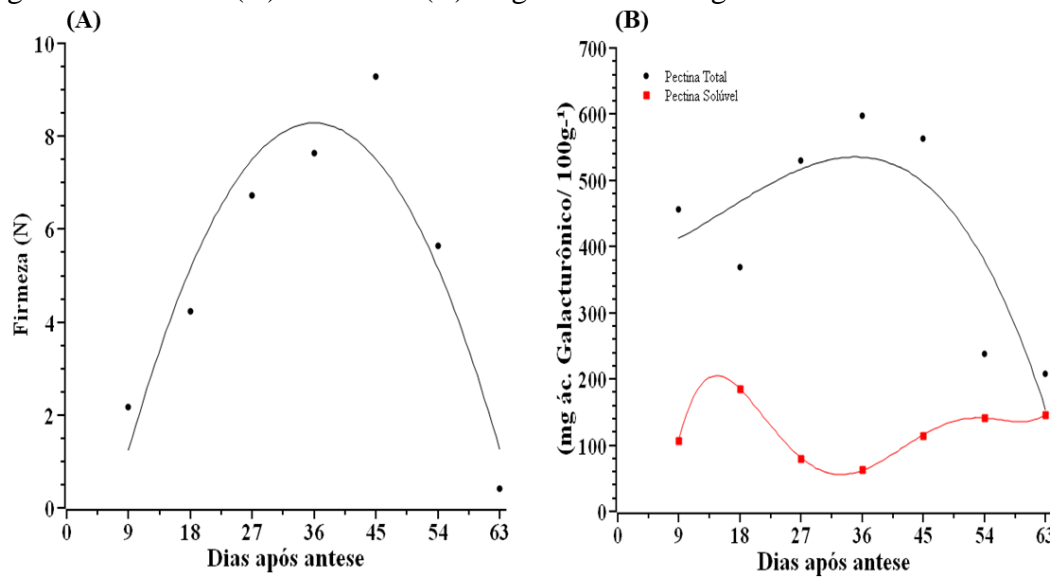 (A)
(B)
Firmeza (N)
10
8
6
4
2
0
0 9 18 27 36 45 54 63
Dias após antese
(mg ác. Galacturônico/ 100g-¹)
700
600
500
400
300
200
100
0
Pectina Total
Pectina Solúvel
0 9 18 27 36 45 54 63
Dias após antese